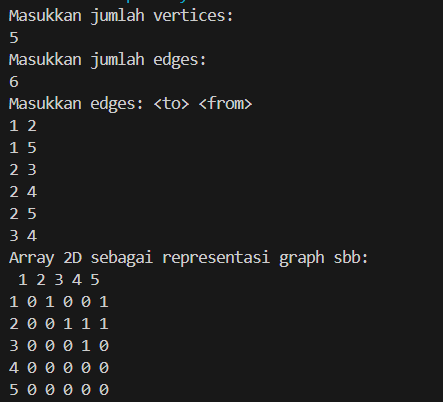 Masukkan jumlah vertices:
5
Masukkan jumlah edges:
6
Masukkan edges: <to> <from>
1 2
1 5
2 3
2 4
2 5
3 4
Array 2D sebagai representasi graph sbb:
1 2 3 4 5
1 0 1 0 0 1
2 0 0 1 1 1
3 0 0 0 1 0
4 0 0 0 0 0
5 0 0 0 0 0